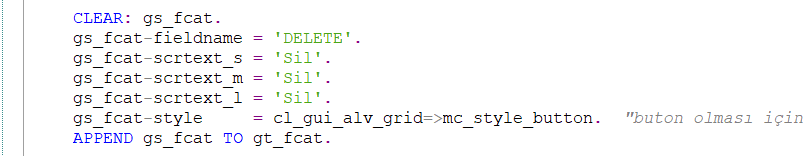 CLEAR: gs_fcat.
gs_fcat-fieldname = 'DELETE'.
gs_fcat-scrtext_s = 'Sil'.
gs_fcat-scrtext_m = 'Sil'.
gs_fcat-scrtext_l = 'Sil'.
gs_fcat-style     = cl_gui_alv_grid=>mc_style_button.  "buton olması için
APPEND gs_fcat TO gt_fcat.